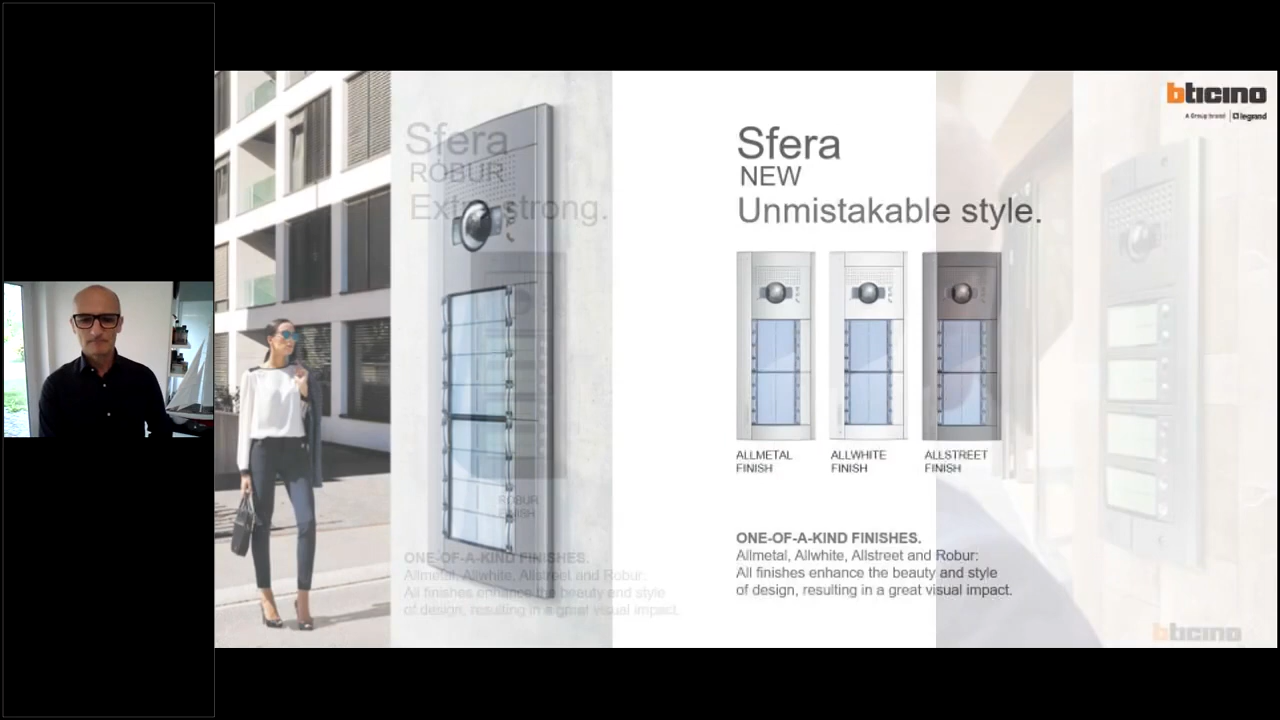 bticino
A Group brand | legrand
Sfera
ROBUR
Extra strong.
Sfera
NEW
Unmistakable style.
ALLMETAL
FINISH
ALLWHITE
FINISH
ALLSTREET
FINISH
ROBUR
FINISH
ONE-OF-A-KIND FINISHES.
Allmetal, Allwhite, Allstreet and Robur:
All finishes enhance the beauty and style
of design, resulting in a great visual impact.
ONE-OF-A-KIND FINISHES.
Allmetal, Allwhite, Allstreet and Robur:
All finishes enhance the beauty and style
of design, resulting in a great visual impact.
bticino